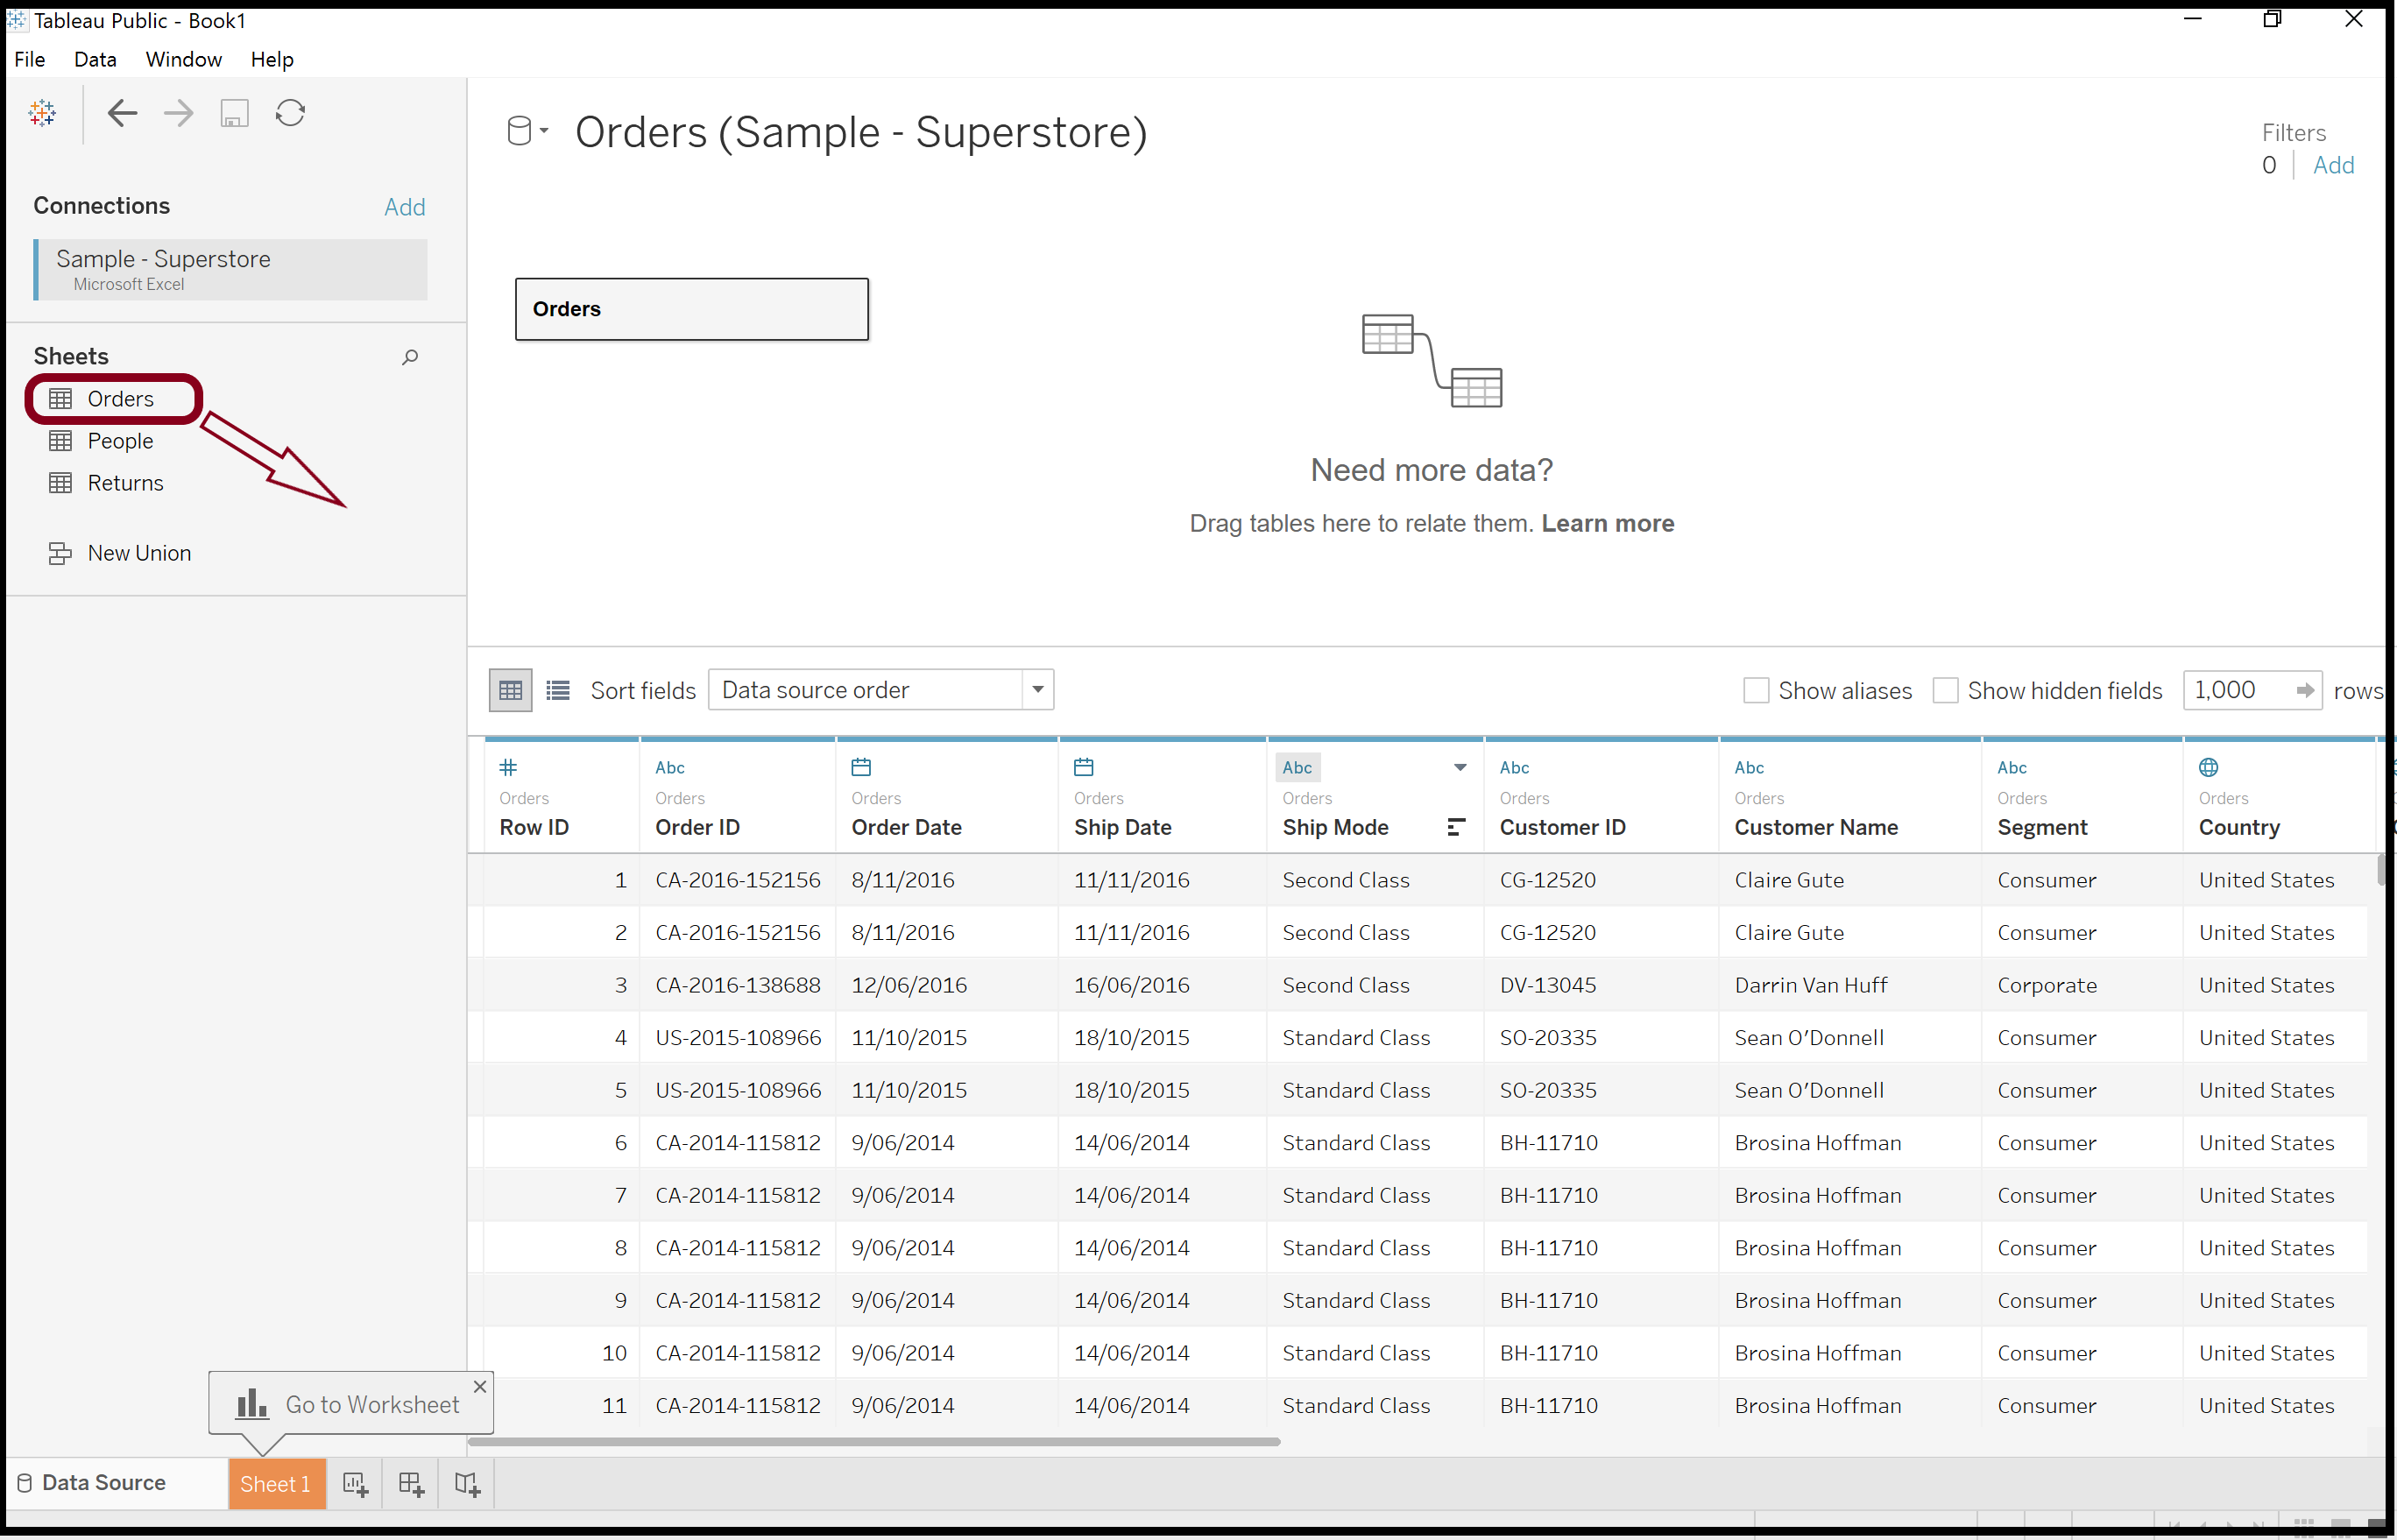 Tableau Public - Book1
File Data Window Help
Connections Add
Sample - Superstore
Microsoft Excel
Sheets
Orders
People
Returns
New Union
Orders (Sample - Superstore)
Filters
0 Add
Orders
Need more data?
Drag tables here to relate them. Learn more
Sort fields Data source order Show aliases Show hidden fields 1,000 rows
# Abc Abc Abc Abc Abc
Orders Orders Orders Orders Orders Orders Orders Orders Orders
Row ID Order ID Order Date Ship Date Ship Mode Customer ID Customer Name Segment Country
1 CA-2016-152156 8/11/2016 11/11/2016 Second Class CG-12520 Claire Gute Consumer United States
2 CA-2016-152156 8/11/2016 11/11/2016 Second Class CG-12520 Claire Gute Consumer United States
3 CA-2016-138688 12/06/2016 16/06/2016 Second Class DV-13045 Darrin Van Huff Corporate United States
4 US-2015-108966 11/10/2015 18/10/2015 Standard Class SO-20335 Sean O'Donnell Consumer United States
5 US-2015-108966 11/10/2015 18/10/2015 Standard Class SO-20335 Sean O'Donnell Consumer United States
6 CA-2014-115812 9/06/2014 14/06/2014 Standard Class BH-11710 Brosina Hoffman Consumer United States
7 CA-2014-115812 9/06/2014 14/06/2014 Standard Class BH-11710 Brosina Hoffman Consumer United States
8 CA-2014-115812 9/06/2014 14/06/2014 Standard Class BH-11710 Brosina Hoffman Consumer United States
9 CA-2014-115812 9/06/2014 14/06/2014 Standard Class BH-11710 Brosina Hoffman Consumer United States
10 CA-2014-115812 9/06/2014 14/06/2014 Standard Class BH-11710 Brosina Hoffman Consumer United States
11 CA-2014-115812 9/06/2014 14/06/2014 Standard Class BH-11710 Brosina Hoffman Consumer United States
Go to Worksheet
Data Source Sheet 1